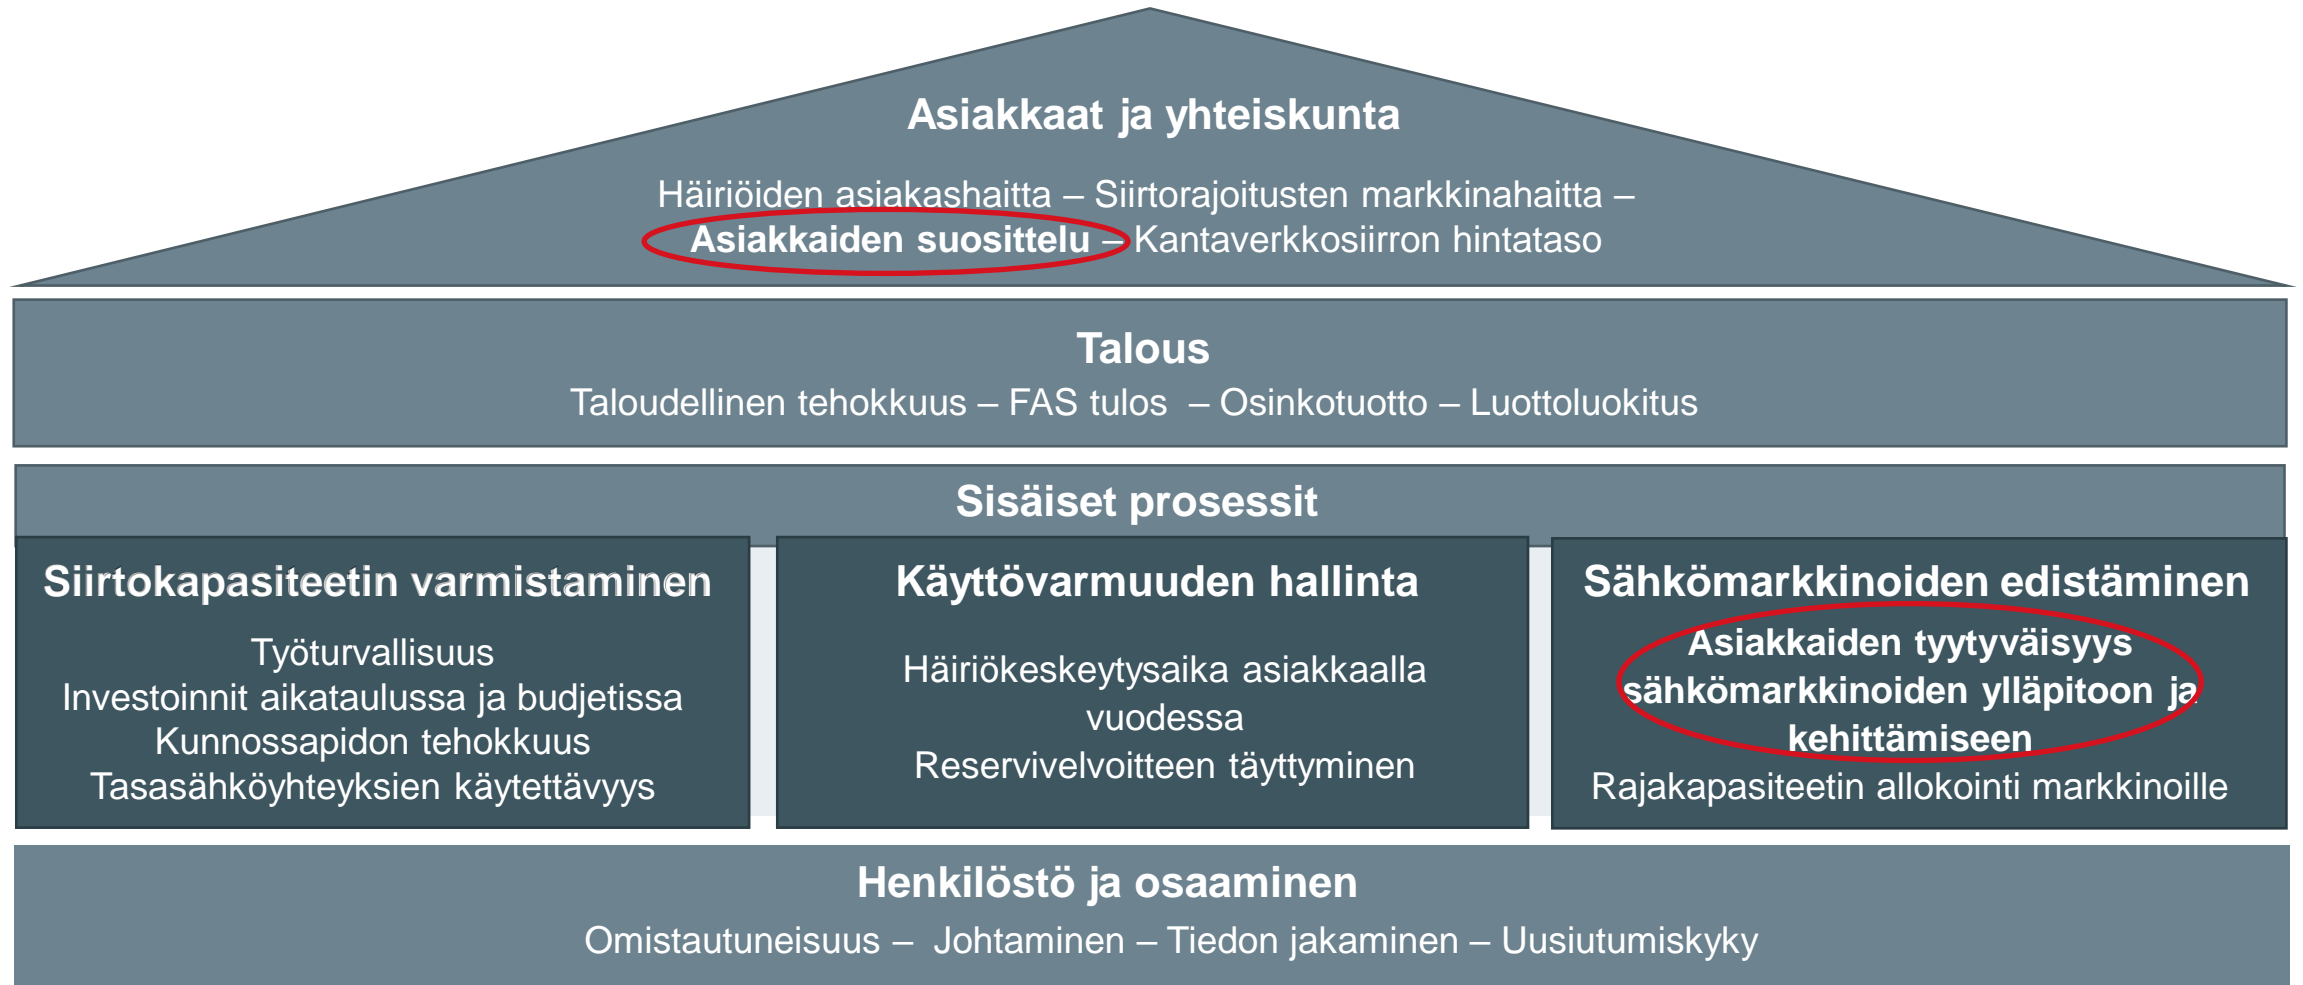 Asiakkaat ja yhteiskunta
Häiriöiden asiakashaitta – Siirtorajoitusten markkinahaitta –
Asiakkaiden suosittelu – Kantaverkkosiirron hintataso
Talous
Taloudellinen tehokkuus – FAS tulos – Osinkotuotto – Luottoluokitus
Sisäiset prosessit
Siirtokapasiteetin varmistaminen
Työturvallisuus
Investoinnit aikataulussa ja budjetissa
Kunnossapidon tehokkuus
Tasasähköyhteyksien käytettävyys
Käyttövarmuuden hallinta
Häiriökeskeytysaika asiakkaalla
vuodessa
Reservivelvoitteen täyttyminen
Sähkömarkkinoiden edistäminen
Asiakkaiden tyytyväisyys
sähkömarkkinoiden ylläpitoon ja
kehittämiseen
Rajakapasiteetin allokointi markkinoille
Henkilöstö ja osaaminen
Omistautuneisuus – Johtaminen – Tiedon jakaminen – Uusiutumiskyky